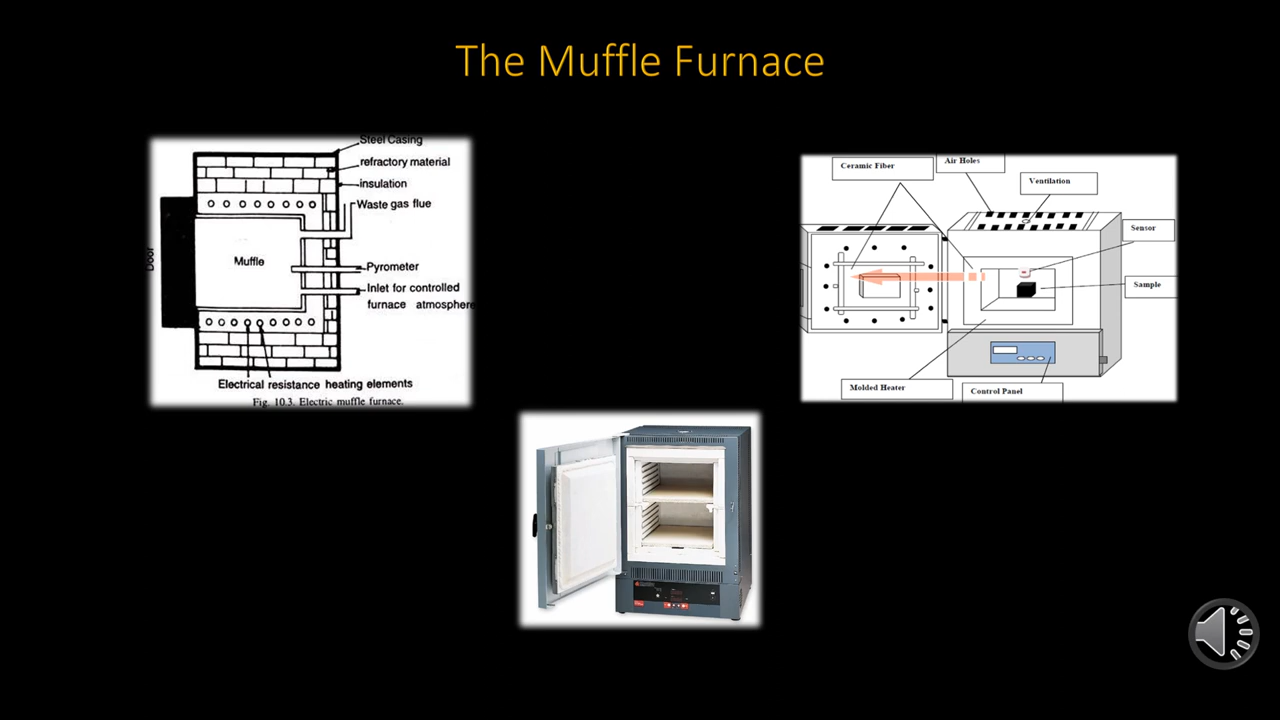 The Muffle Furnace
Steel Casing
refractory material
insulation
Waste gas flue
Door
Muffle
Pyrometer
Inlet for controlled
furnace atmosphere
Electrical resistance heating elements
Fig. 10.3. Electric muffle furnace.
Ceramic Fiber
Air Holes
Ventilation
Sensor
Sample
Molded Heater
Control Panel